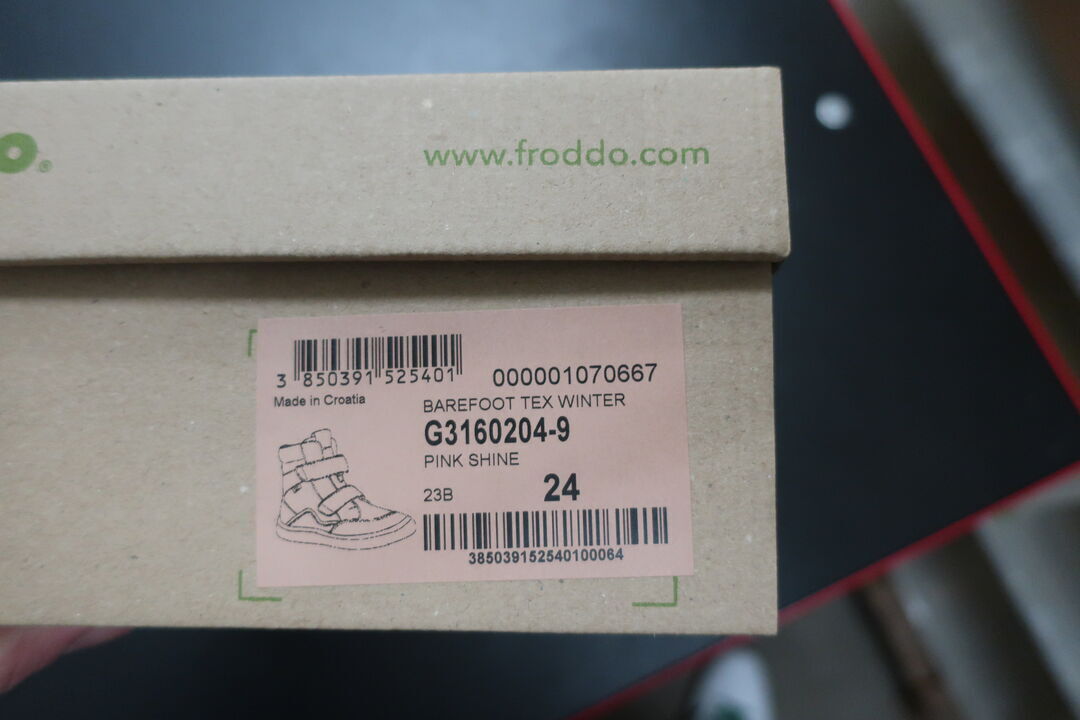 www.froddo.com
3 850391 525401
000001070667
Made in Croatia
BAREFOOT TEX WINTER
G3160204-9
PINK SHINE
23B
24
385039152540100064